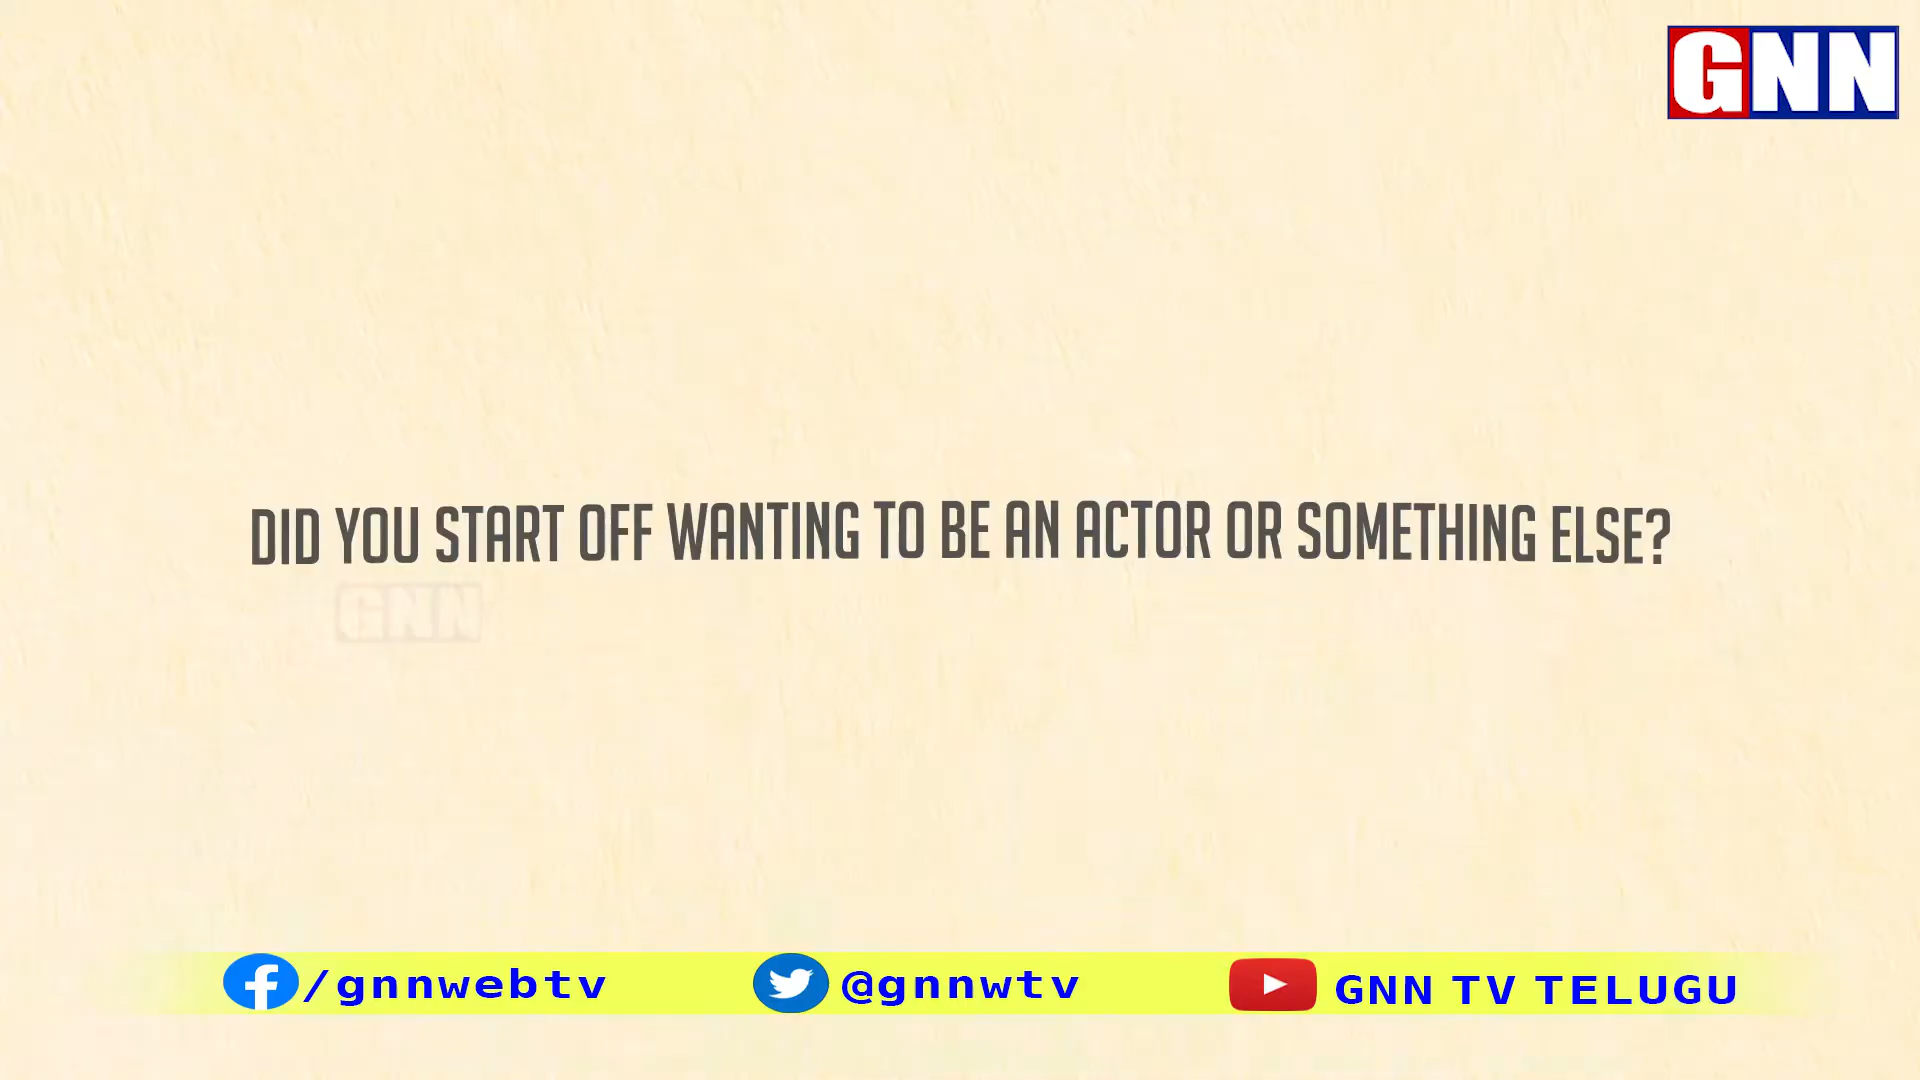 GNN
DID YOU START OFF WANTING TO BE AN ACTOR OR SOMETHING ELSE?
GNN
/gnnwebtv
@gnnwtv
GNN TV TELUGU